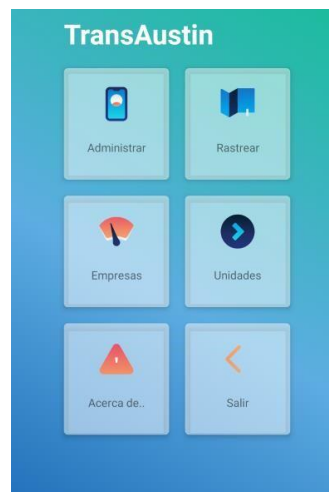 TransAustin
Administrar
Rastrear
Empresas
Unidades
Acerca de..
Salir